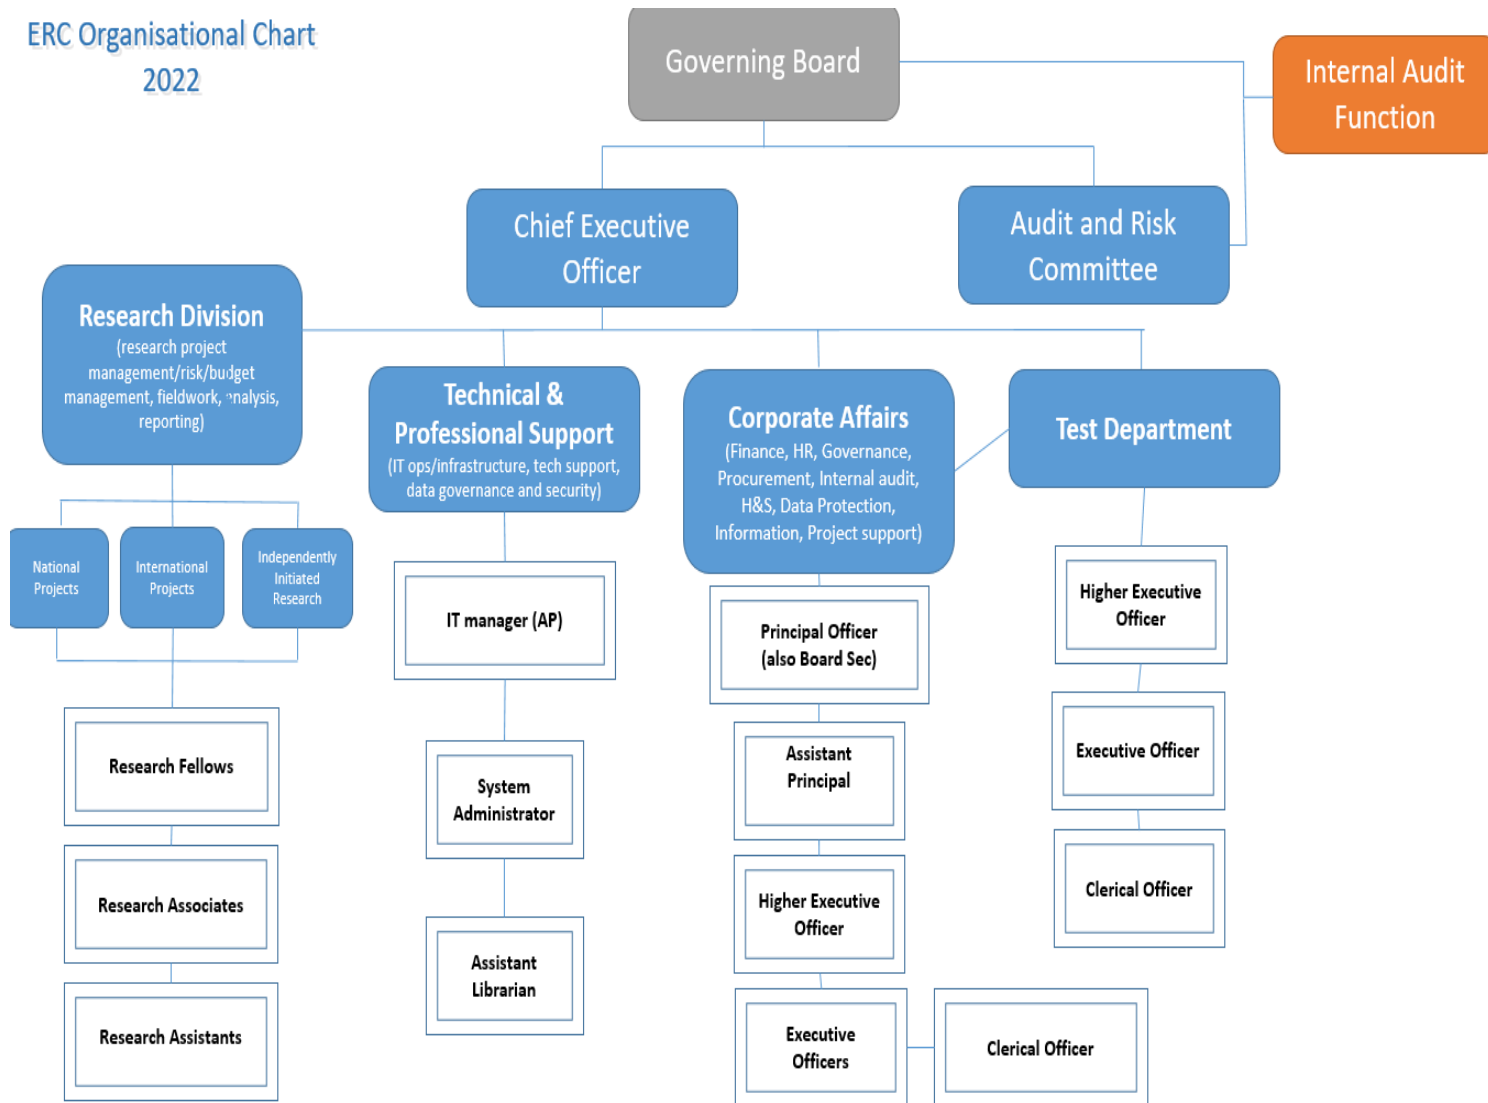 ERC Organisational Chart
2022
Governing Board
Internal Audit
Function
Chief Executive
Officer
Audit and Risk
Committee
Research Division
(research project
management/risk/budget
management, fieldwork, analysis,
reporting)
Technical &
Professional Support
(IT ops/infrastructure, tech support,
data governance and security)
Corporate Affairs
(Finance, HR, Governance,
Procurement, Internal audit,
H&S, Data Protection,
Information, Project support)
Test Department
National
Projects
International
Projects
Independently
Initiated
Research
Research Fellows
Research Associates
Research Assistants
IT manager (AP)
System
Administrator
Assistant
Librarian
Principal Officer
(also Board Sec)
Assistant
Principal
Higher Executive
Officer
Executive
Officers
Clerical Officer
Higher Executive
Officer
Executive Officer
Clerical Officer